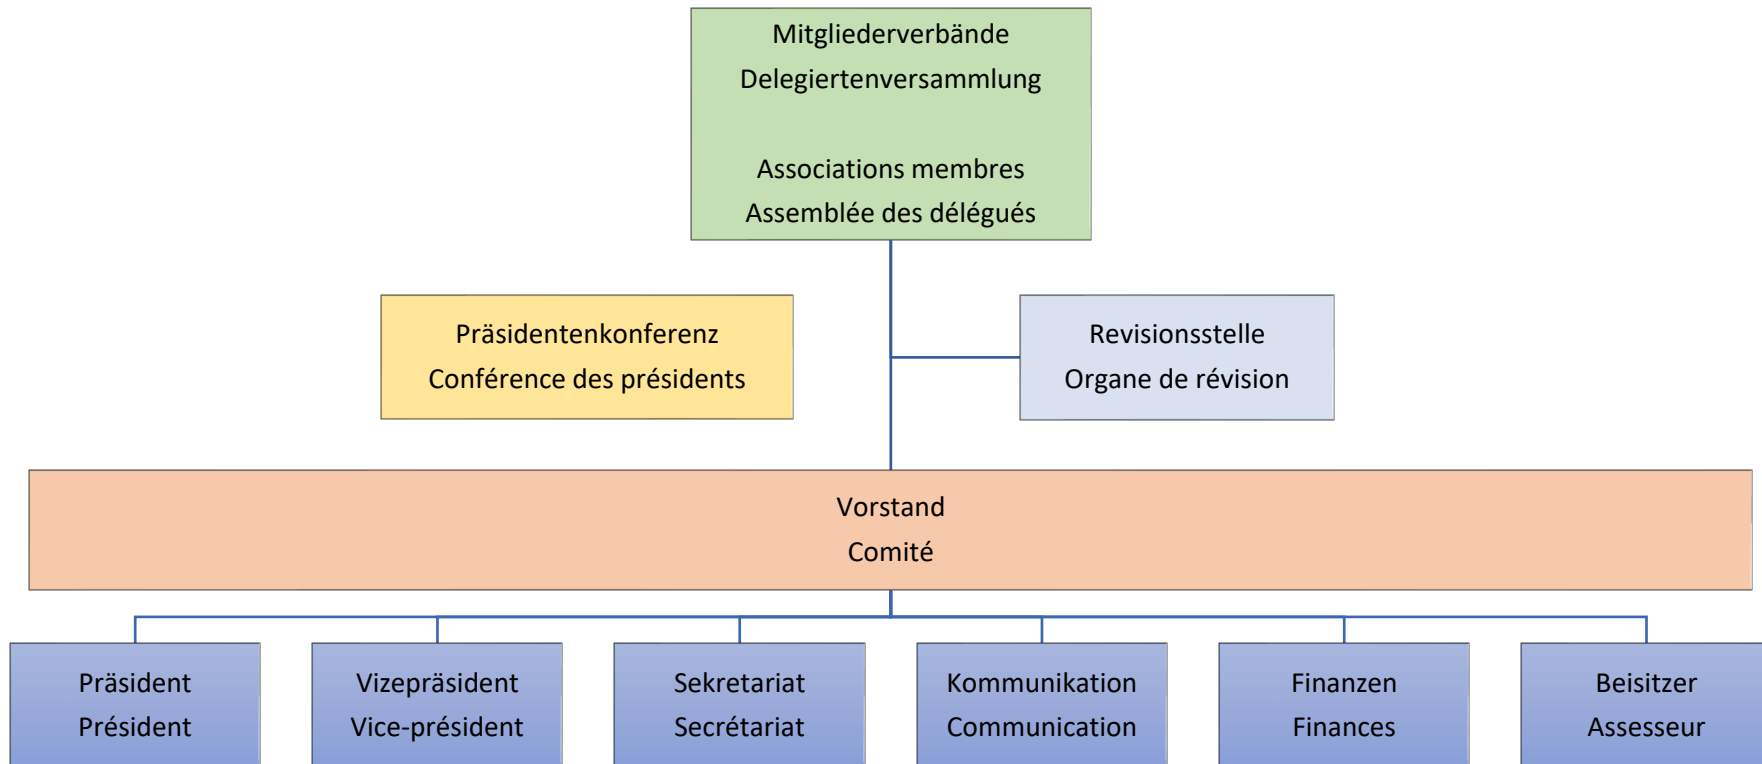 Mitgliederverbände
Delegiertenversammlung
Associations membres
Assemblée des délégués
Präsidentenkonferenz
Conférence des présidents
Revisionsstelle
Organe de révision
Vorstand
Comité
Präsident
Président
Vizepräsident
Vice-président
Sekretariat
Secrétariat
Kommunikation
Communication
Finanzen
Finances
Beisitzer
Assesseur